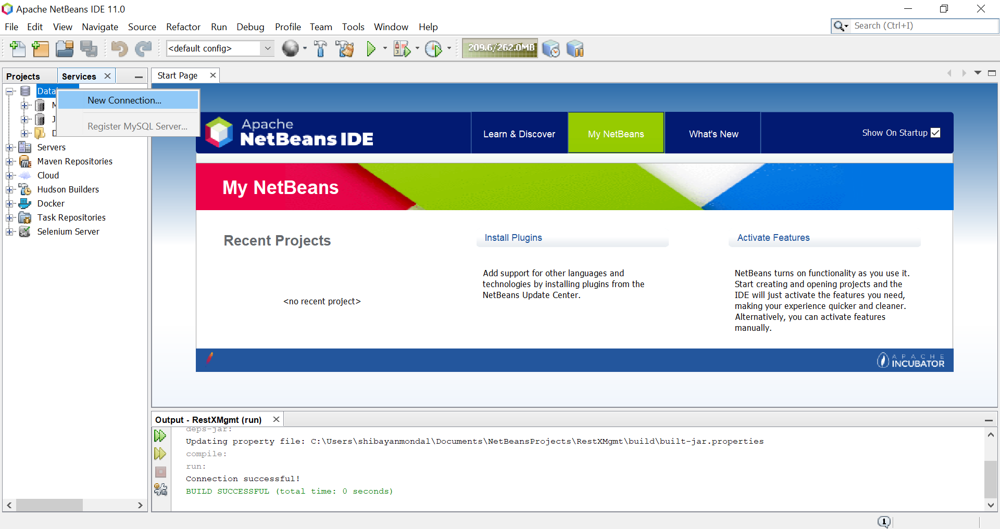 Apache NetBeans IDE 11.0
File Edit View Navigate Source Refactor Run Debug Profile Team Tools Window Help
Search (Ctrl+I)
<default config>
209.6/262.0MB
Projects
Services
Start Page
Data
New Connection...
M
J
Register MySQL Server...
D
Servers
Maven Repositories
Cloud
Hudson Builders
Docker
Task Repositories
Selenium Server
Apache
NetBeans IDE
Learn & Discover
My NetBeans
What's New
Show On Startup
My NetBeans
Recent Projects
<no recent project>
Install Plugins
Add support for other languages and
technologies by installing plugins from the
NetBeans Update Center.
Activate Features
NetBeans turns on functionality as you use it.
Start creating and opening projects and the
IDE will just activate the features you need,
making your experience quicker and cleaner.
Alternatively, you can activate features
manually.
APACHE
INCUBATOR
Output - RestXMgmt (run)
deps-jar:
Updating property file: C:\Users\shibayanmondal\Documents\NetBeansProjects\RestXMgmt\build\built-jar.properties
compile:
run:
Connection successful!
BUILD SUCCESSFUL (total time: 0 seconds)
1